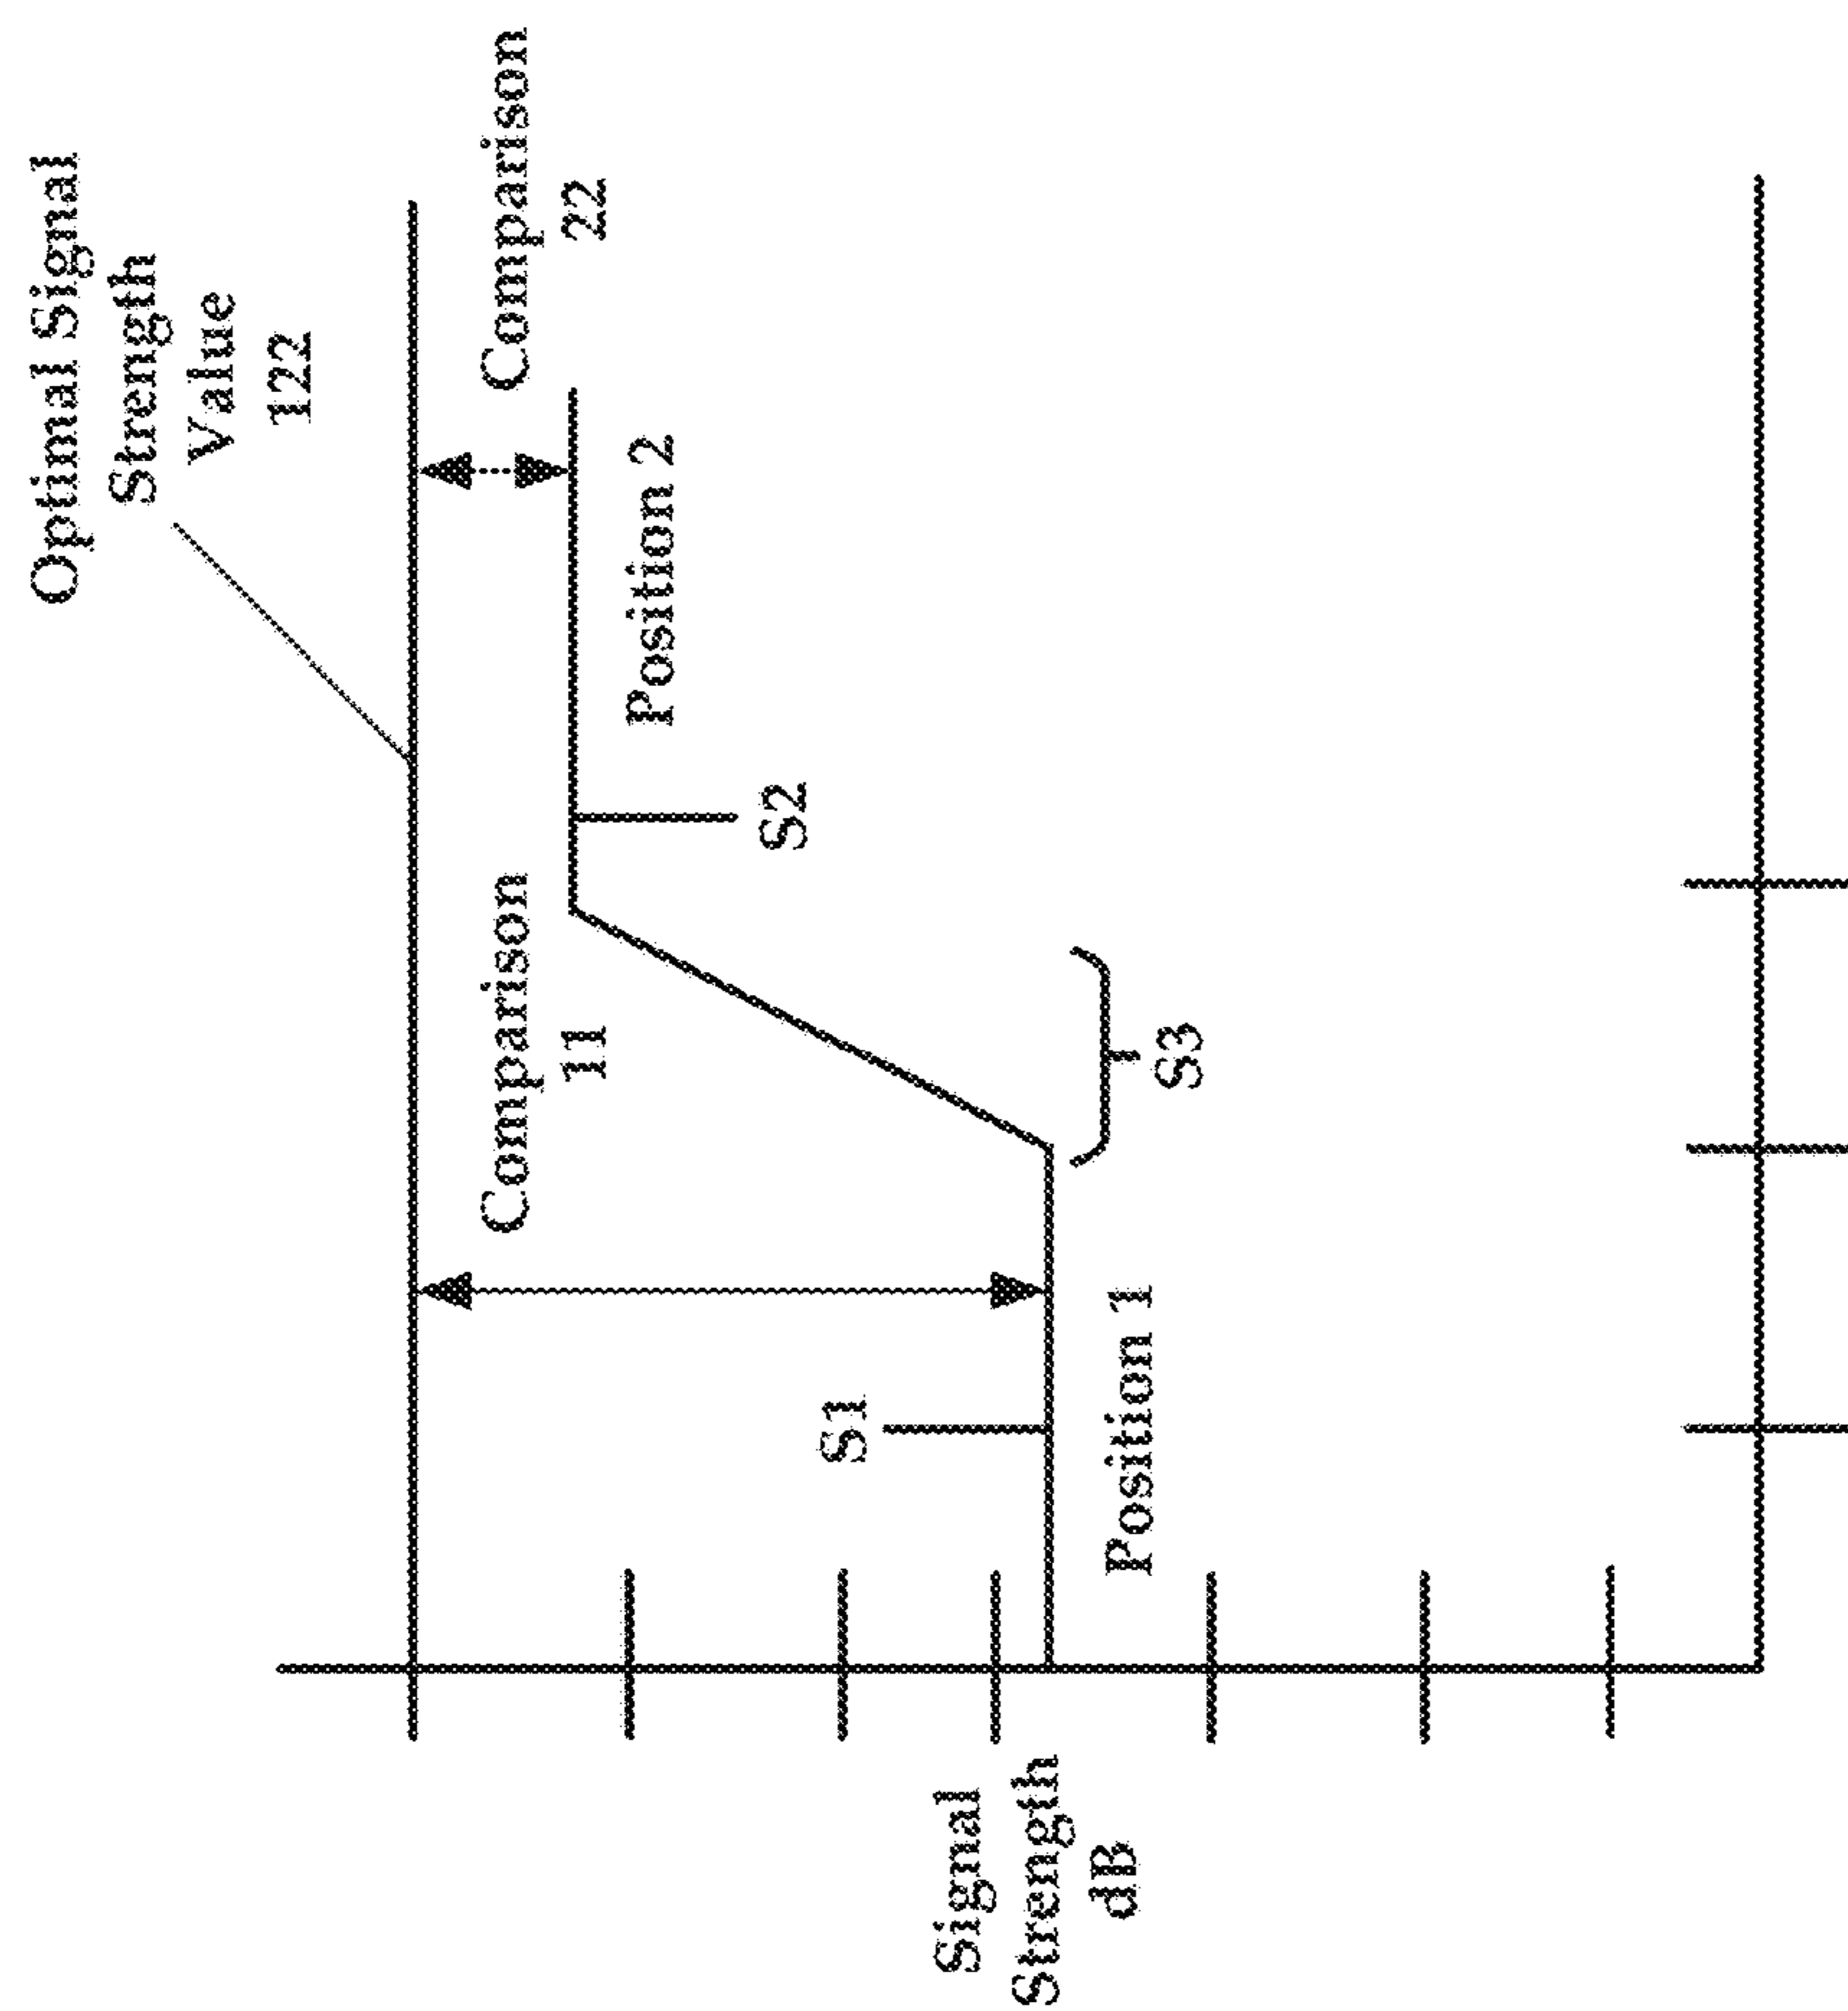 Optimal Signal
Strength
Value
122
Comparison
11
Comparison
22
S1
S2
Position 2
Signal
Strength
dB
Position 1
S3